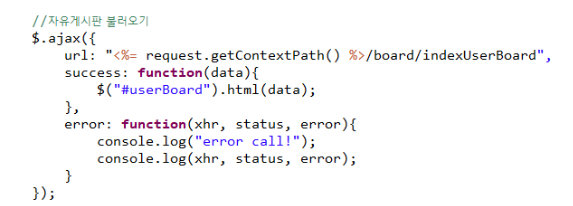 //자유게시판 불러오기
$.ajax({
    url: "<%= request.getContextPath() %>/board/indexUserBoard",
    success: function(data){
        $("#userBoard").html(data);
    },
    error: function(xhr, status, error){
        console.log("error call!");
        console.log(xhr, status, error);
    }
});